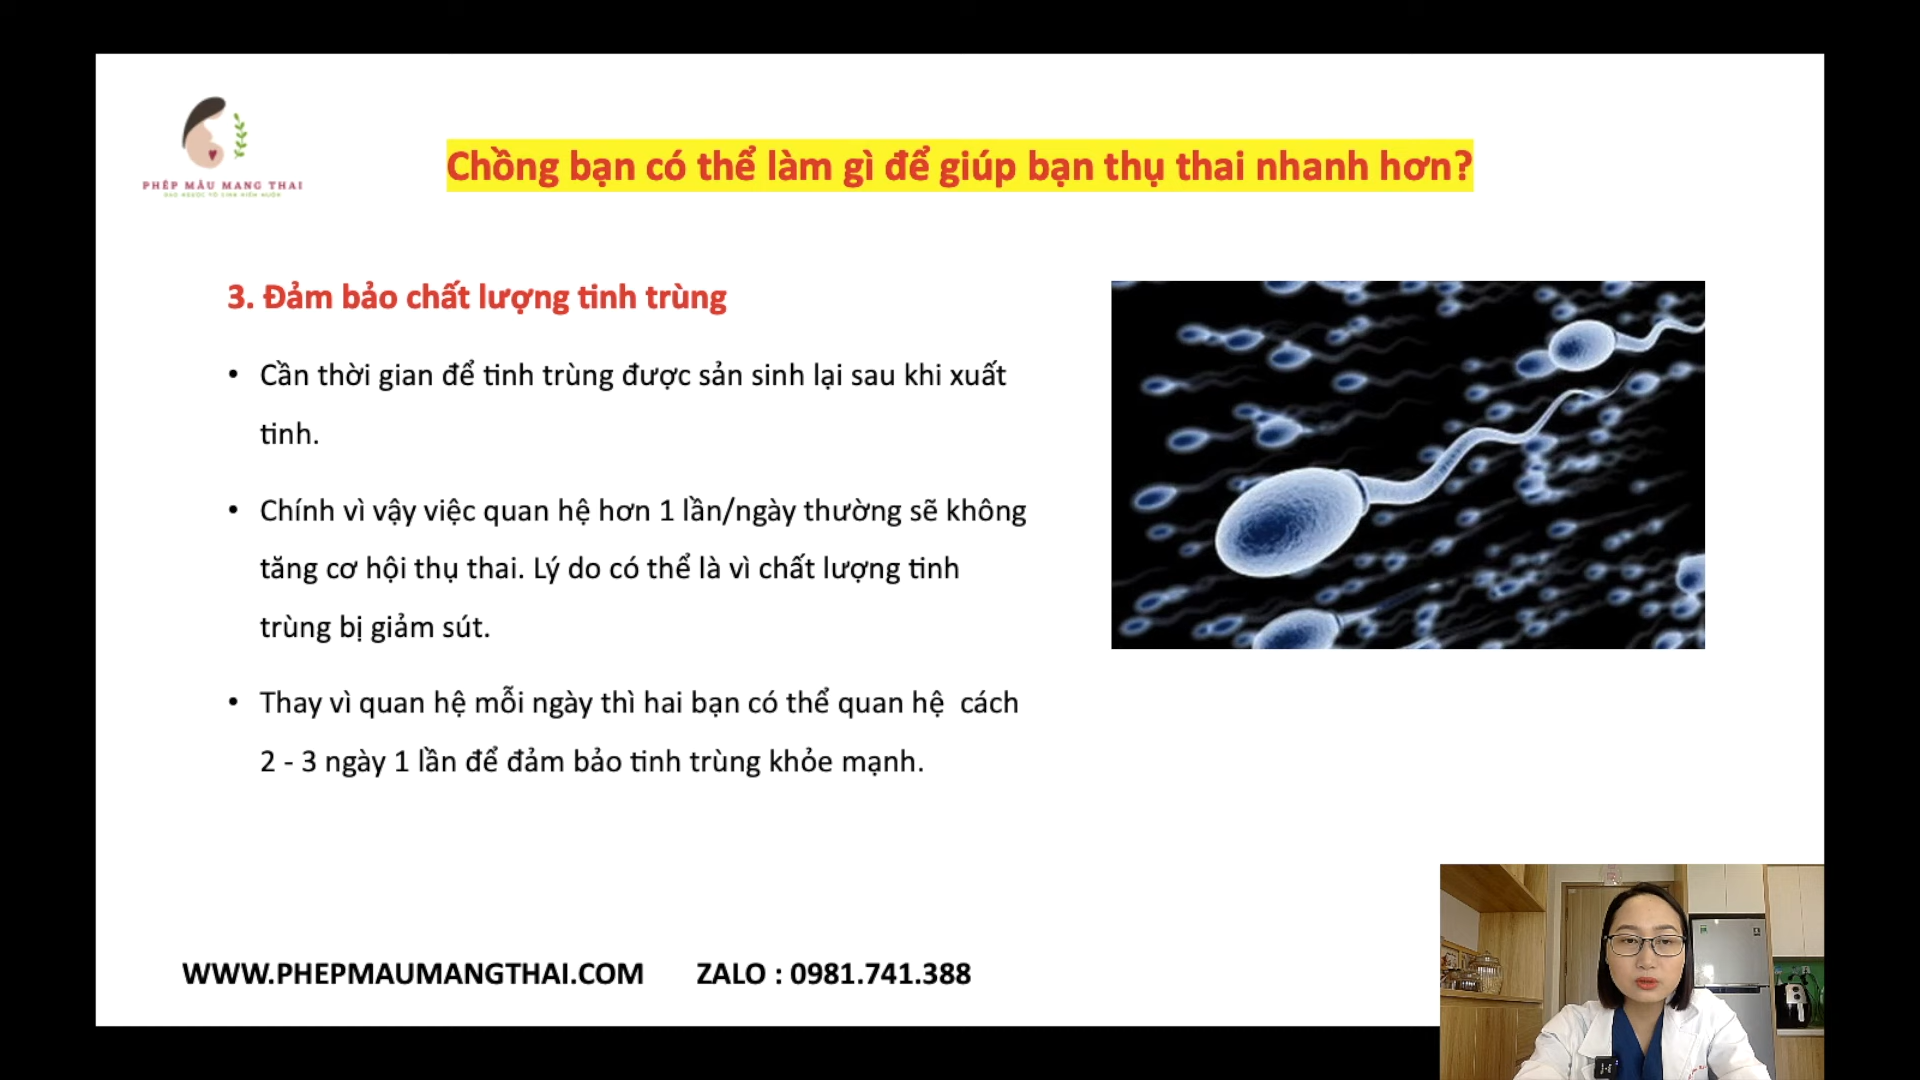 PHÉP MÀU MANG THAI
Chồng bạn có thể làm gì để giúp bạn thụ thai nhanh hơn?
3. Đảm bảo chất lượng tinh trùng
• Cần thời gian để tinh trùng được sản sinh lại sau khi xuất
tinh.
• Chính vì vậy việc quan hệ hơn 1 lần/ngày thường sẽ không
tăng cơ hội thụ thai. Lý do có thể là vì chất lượng tinh
trùng bị giảm sút.
• Thay vì quan hệ mỗi ngày thì hai bạn có thể quan hệ cách
2 - 3 ngày 1 lần để đảm bảo tinh trùng khỏe mạnh.
WWW.PHEPMAUMANGTHAI.COM ZALO : 0981.741.388